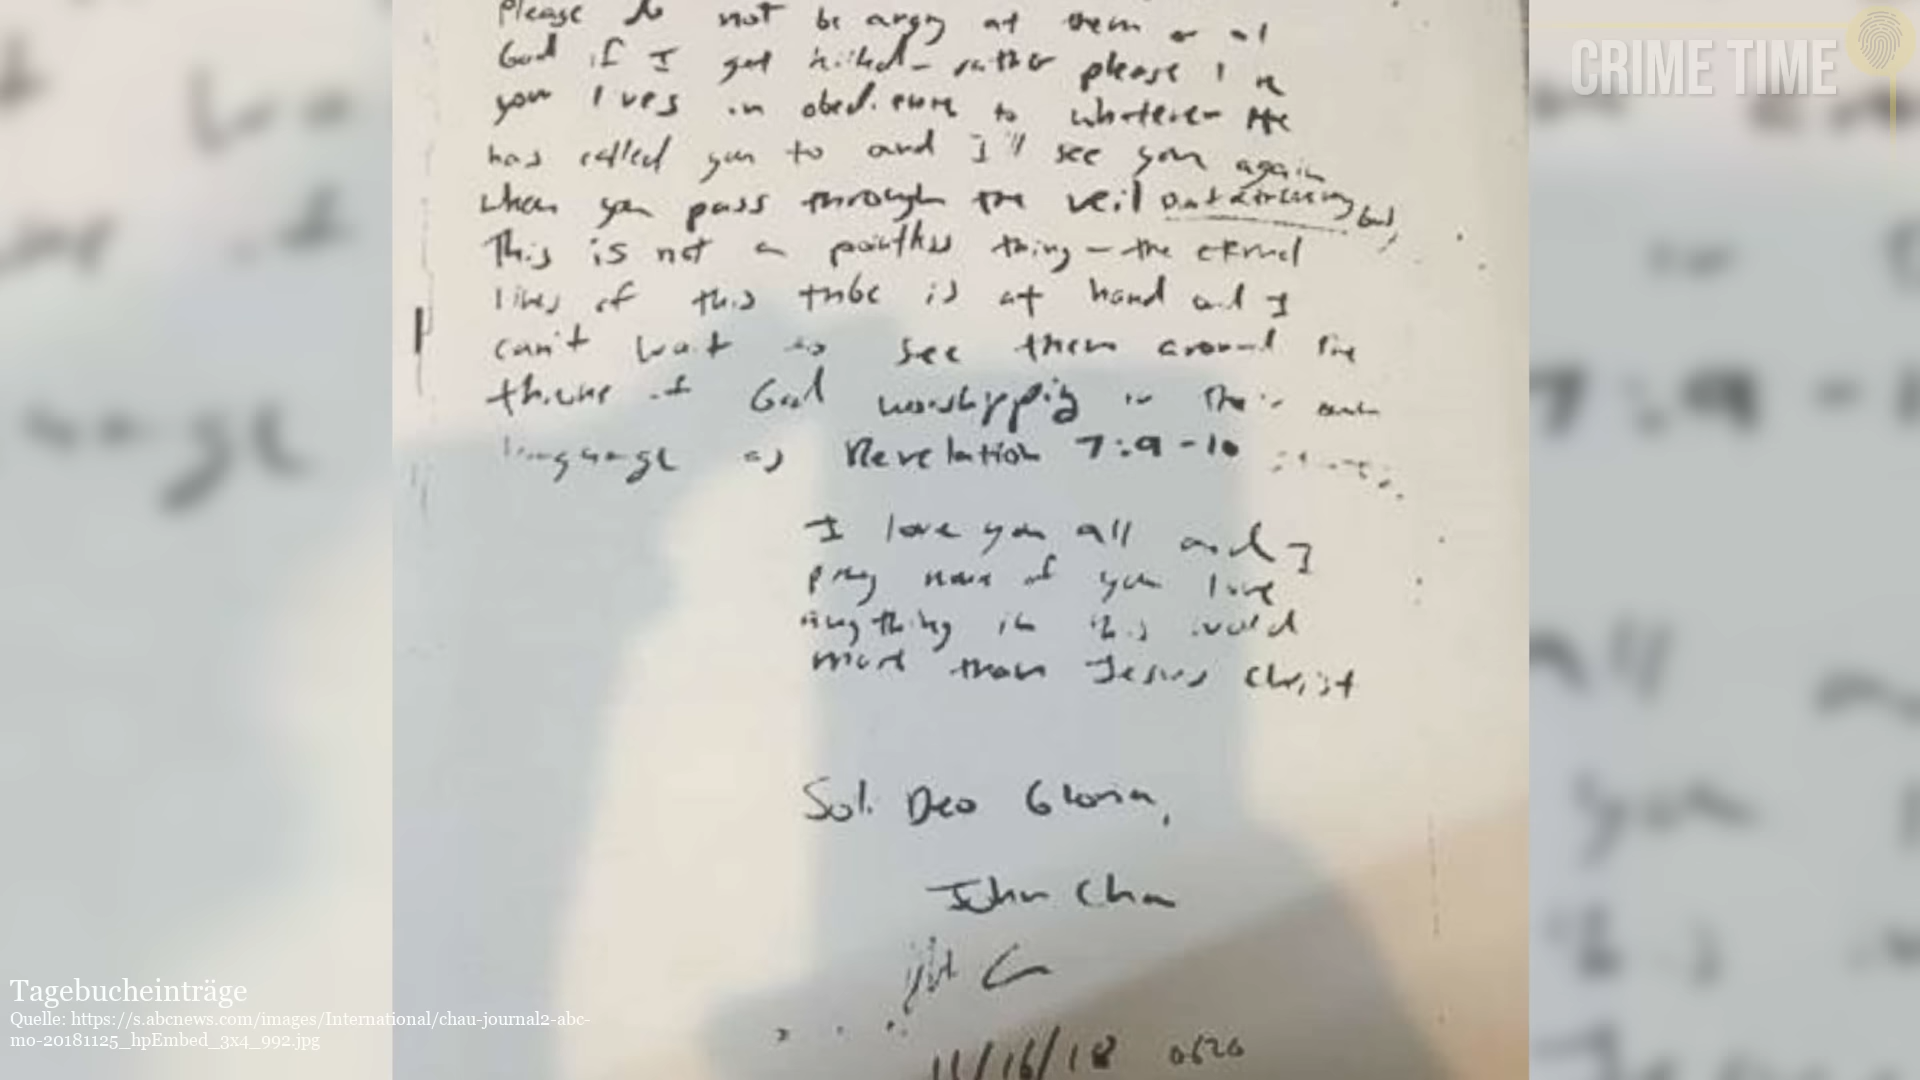 Please do not be angry at them or at
God if I get killed - rather please live
your lives in obedience to whatever He
has called you to and I'll see you again
when you pass through the veil
This is not a pointless thing - the eternal
lives of this tribe is at hand and I
can't wait to see them around the
throne of God worshipping in their own
language as Revelation 7:9-10 states.
I love you all and I
pray none of you love
anything in this world
more than Jesus Christ
Soli Deo Gloria,
John Chau
11/16/18 0620
CRIME TIME
Tagebucheinträge
Quelle: https://s.abcnews.com/images/International/chau-journal2-abc-
mo-20181125_hpEmbed_3x4_992.jpg